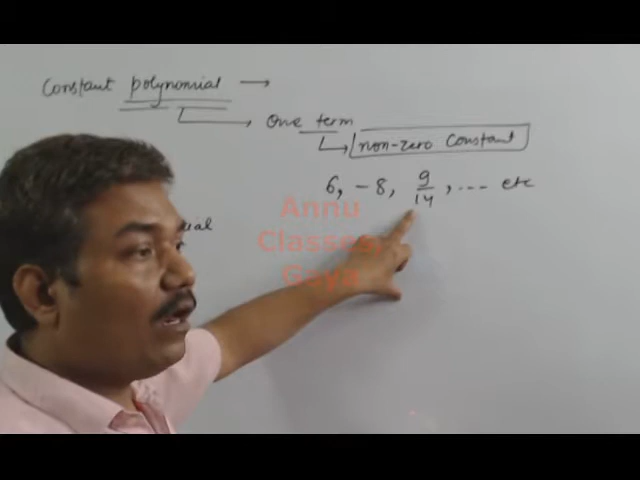 Constant polynomial →
One term
non-zero Constant
6, -8, 9/14, --- etc
Annu
Classes,
Gaya